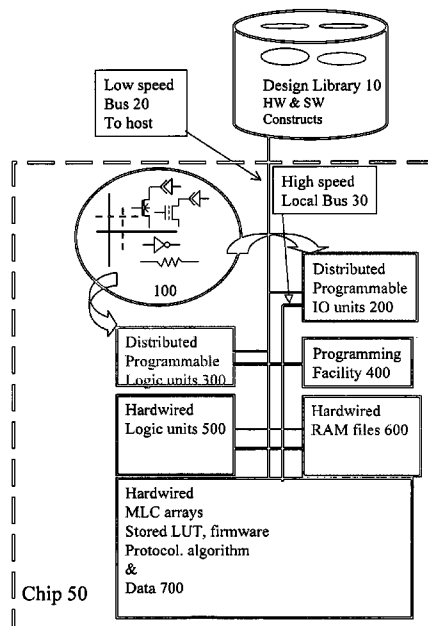 Design Library 10
HW & SW
Constructs
Low speed
Bus 20
To host
High speed
Local Bus 30
100
Distributed
Programmable
IO units 200
Distributed
Programmable
Logic units 300
Programming
Facility 400
Hardwired
Logic units 500
Hardwired
RAM files 600
Hardwired
MLC arrays
Stored LUT, firmware
Protocol. algorithm
&
Data 700
Chip 50